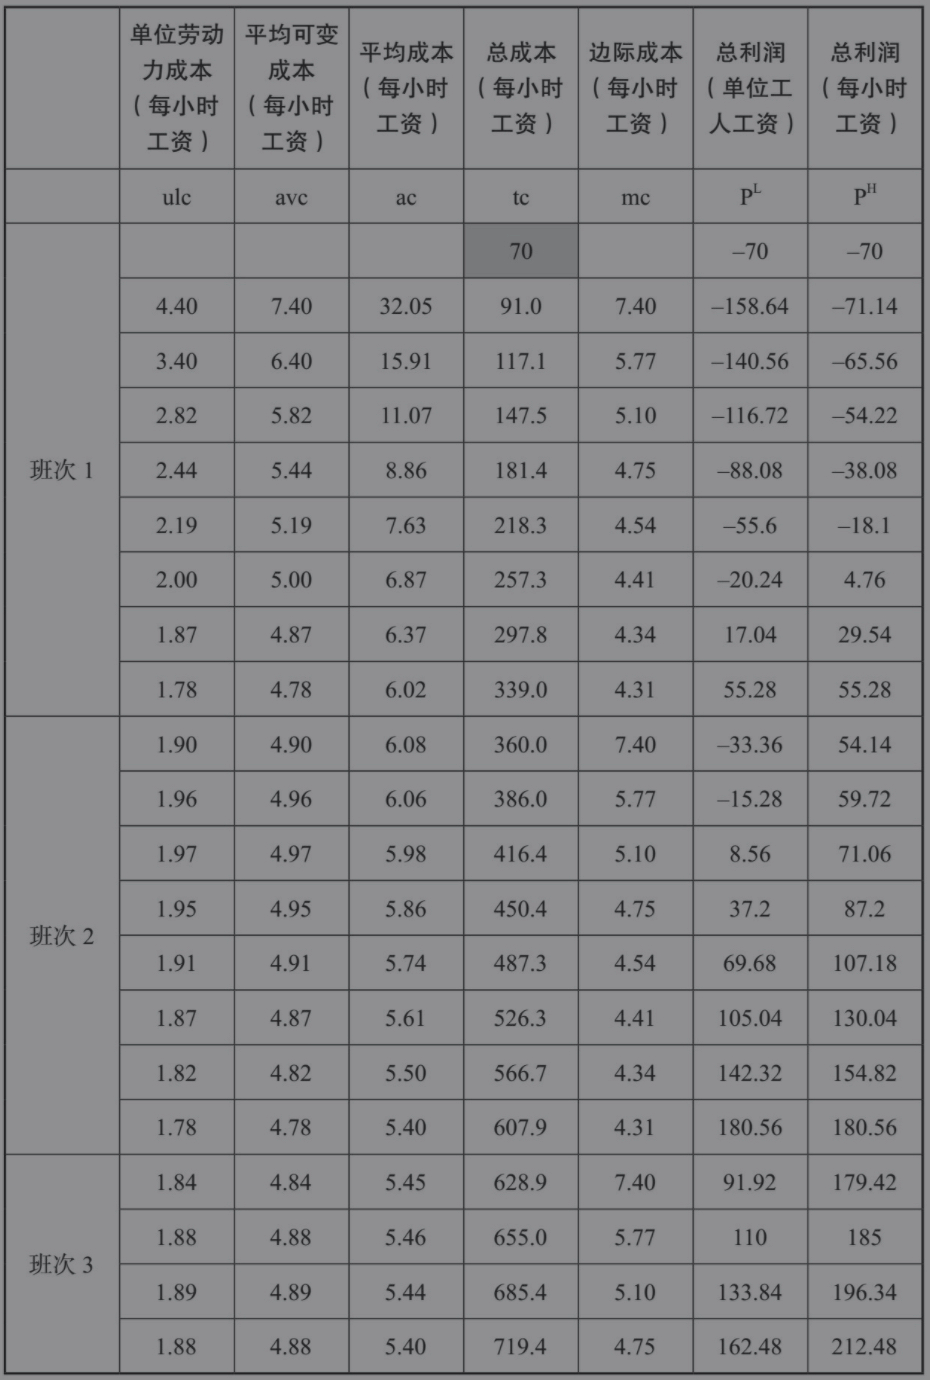 单位劳动力成本（每小时工资） 平均可变成本（每小时工资） 平均成本（每小时工资） 总成本（每小时工资） 边际成本（每小时工资） 总利润（单位工人工资） 总利润（每小时工资）
ulc avc ac tc mc Pᴸ Pᴴ
班次 1
70 –70 –70
4.40 7.40 32.05 91.0 7.40 –158.64 –71.14
3.40 6.40 15.91 117.1 5.77 –140.56 –65.56
2.82 5.82 11.07 147.5 5.10 –116.72 –54.22
2.44 5.44 8.86 181.4 4.75 –88.08 –38.08
2.19 5.19 7.63 218.3 4.54 –55.6 –18.1
2.00 5.00 6.87 257.3 4.41 –20.24 4.76
1.87 4.87 6.37 297.8 4.34 17.04 29.54
1.78 4.78 6.02 339.0 4.31 55.28 55.28
班次 2
1.90 4.90 6.08 360.0 7.40 –33.36 54.14
1.96 4.96 6.06 386.0 5.77 –15.28 59.72
1.97 4.97 5.98 416.4 5.10 8.56 71.06
1.95 4.95 5.86 450.4 4.75 37.2 87.2
1.91 4.91 5.74 487.3 4.54 69.68 107.18
1.87 4.87 5.61 526.3 4.41 105.04 130.04
1.82 4.82 5.50 566.7 4.34 142.32 154.82
1.78 4.78 5.40 607.9 4.31 180.56 180.56
班次 3
1.84 4.84 5.45 628.9 7.40 91.92 179.42
1.88 4.88 5.46 655.0 5.77 110 185
1.89 4.89 5.44 685.4 5.10 133.84 196.34
1.88 4.88 5.40 719.4 4.75 162.48 212.48